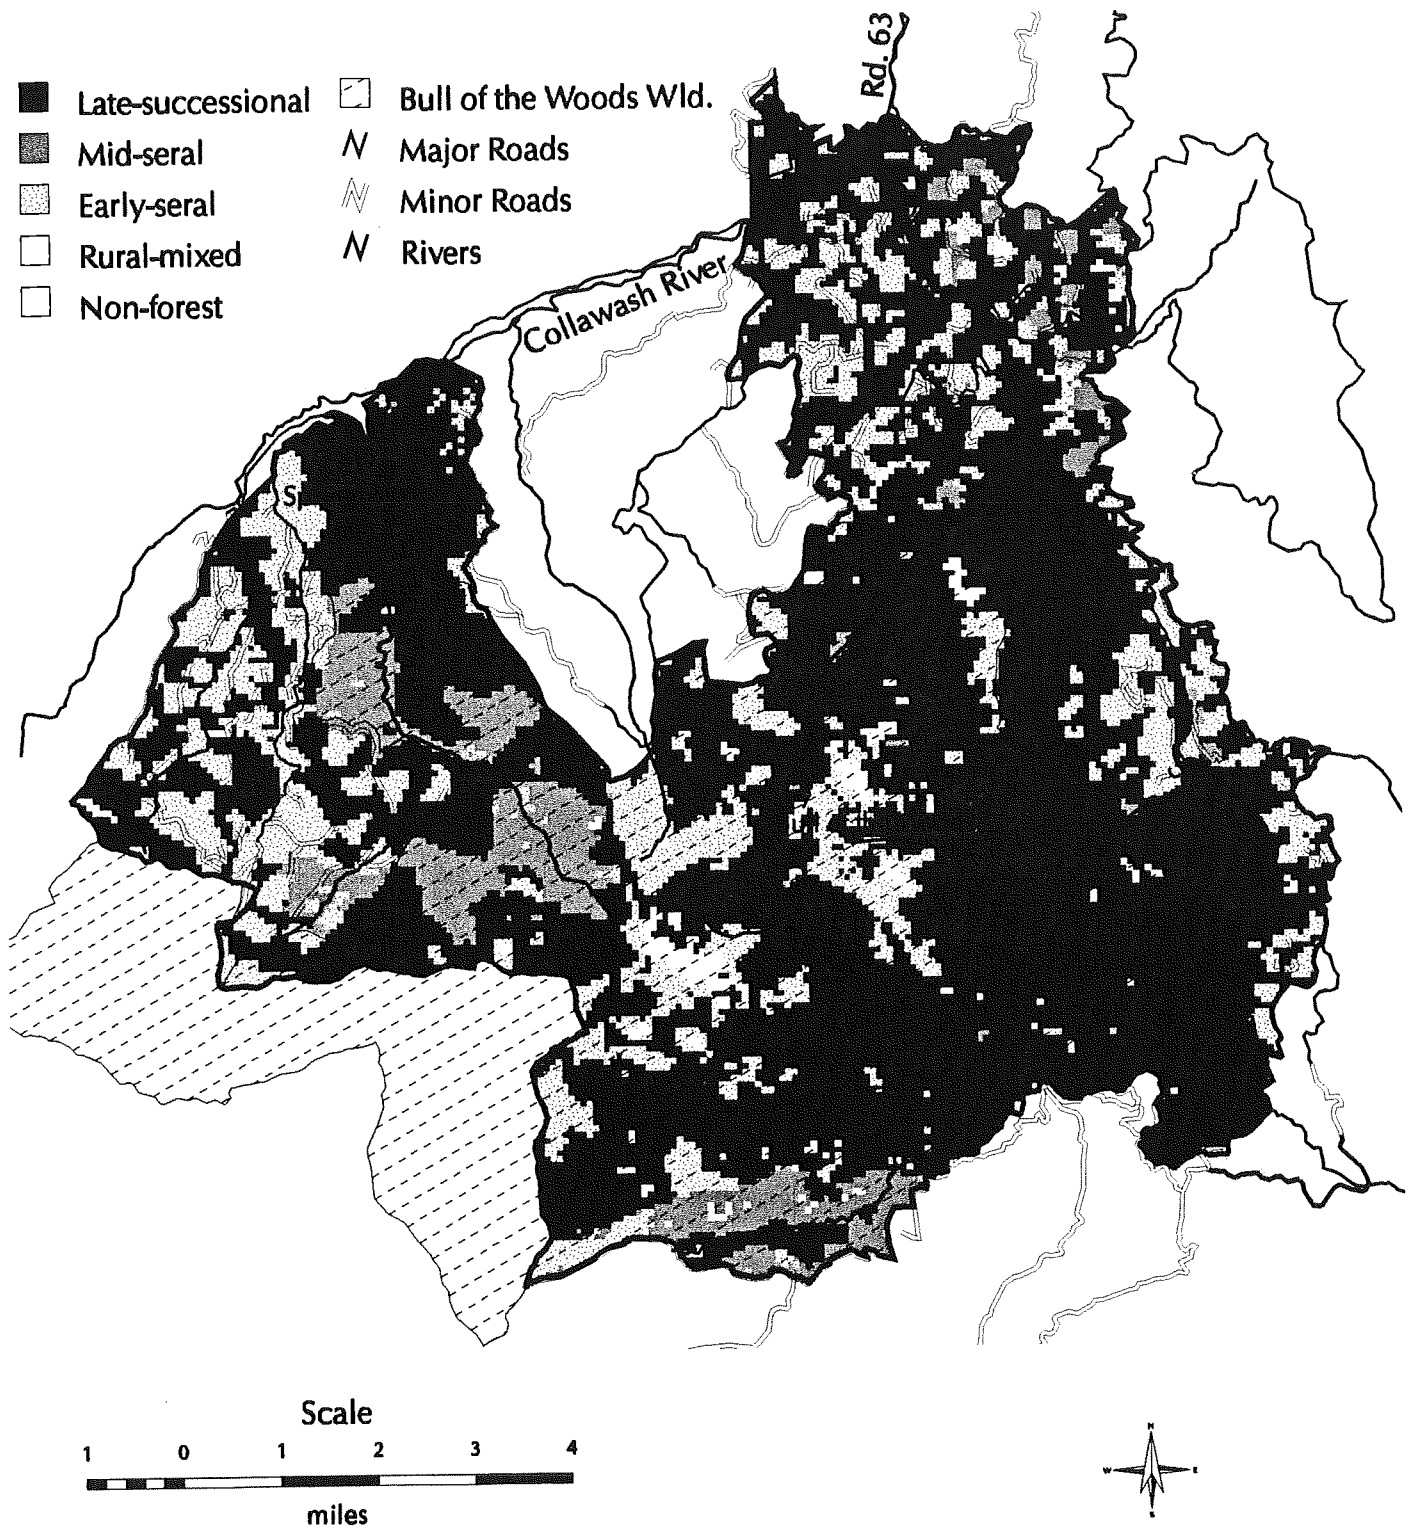 Rd. 63
Late-successional
Mid-seral
Early-seral
Rural-mixed
Non-forest
Bull of the Woods Wld.
Major Roads
Minor Roads
Rivers
Collawash River
S
Scale
1 0 1 2 3 4
miles
N
W E
S